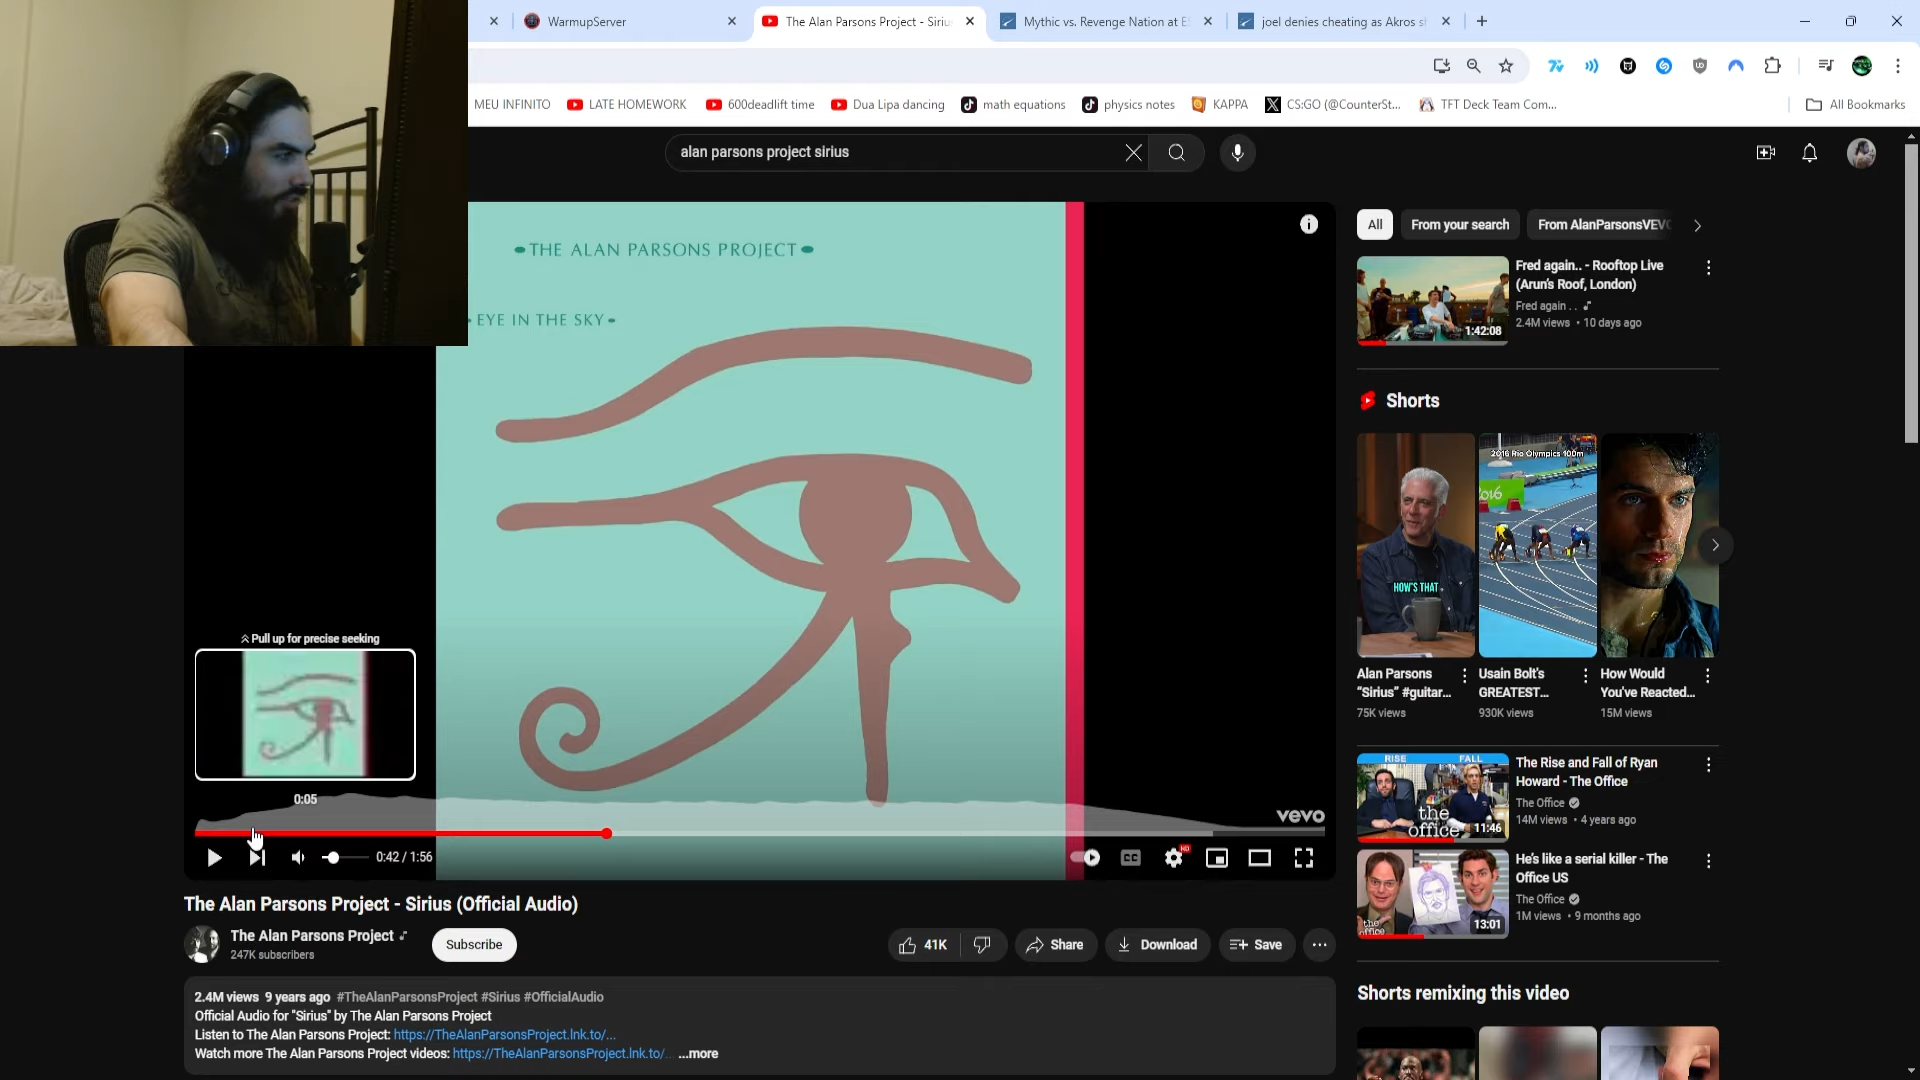 WarmupServer
The Alan Parsons Project - Siriu
Mythic vs. Revenge Nation at E
joel denies cheating as Akros s
MEU INFINITO
LATE HOMEWORK
600deadlift time
Dua Lipa dancing
math equations
physics notes
KAPPA
CS:GO (@CounterSt...
TFT Deck Team Com...
All Bookmarks
alan parsons project sirius
•THE ALAN PARSONS PROJECT•
EYE IN THE SKY•
Pull up for precise seeking
0:05
vevo
0:42 / 1:56
CC
HD
The Alan Parsons Project - Sirius (Official Audio)
The Alan Parsons Project
247K subscribers
Subscribe
41K
Share
Download
Save
2.4M views 9 years ago #TheAlanParsonsProject #Sirius #OfficialAudio
Official Audio for "Sirius" by The Alan Parsons Project
Listen to The Alan Parsons Project: https://TheAlanParsonsProject.lnk.to/...
Watch more The Alan Parsons Project videos: https://TheAlanParsonsProject.lnk.to/... ...more
All
From your search
From AlanParsonsVEVO
Fred again.. - Rooftop Live
(Arun's Roof, London)
Fred again . .
2.4M views • 10 days ago
1:42:08
Shorts
HOW'S THAT
2016 Rio Olympics 100m
Alan Parsons
"Sirius" #guitar...
75K views
Usain Bolt's
GREATEST...
930K views
How Would
You've Reacted...
15M views
RISE
FALL
the
office
11:46
The Rise and Fall of Ryan
Howard - The Office
The Office
14M views • 4 years ago
the
office
13:01
He's like a serial killer - The
Office US
The Office
1M views • 9 months ago
Shorts remixing this video